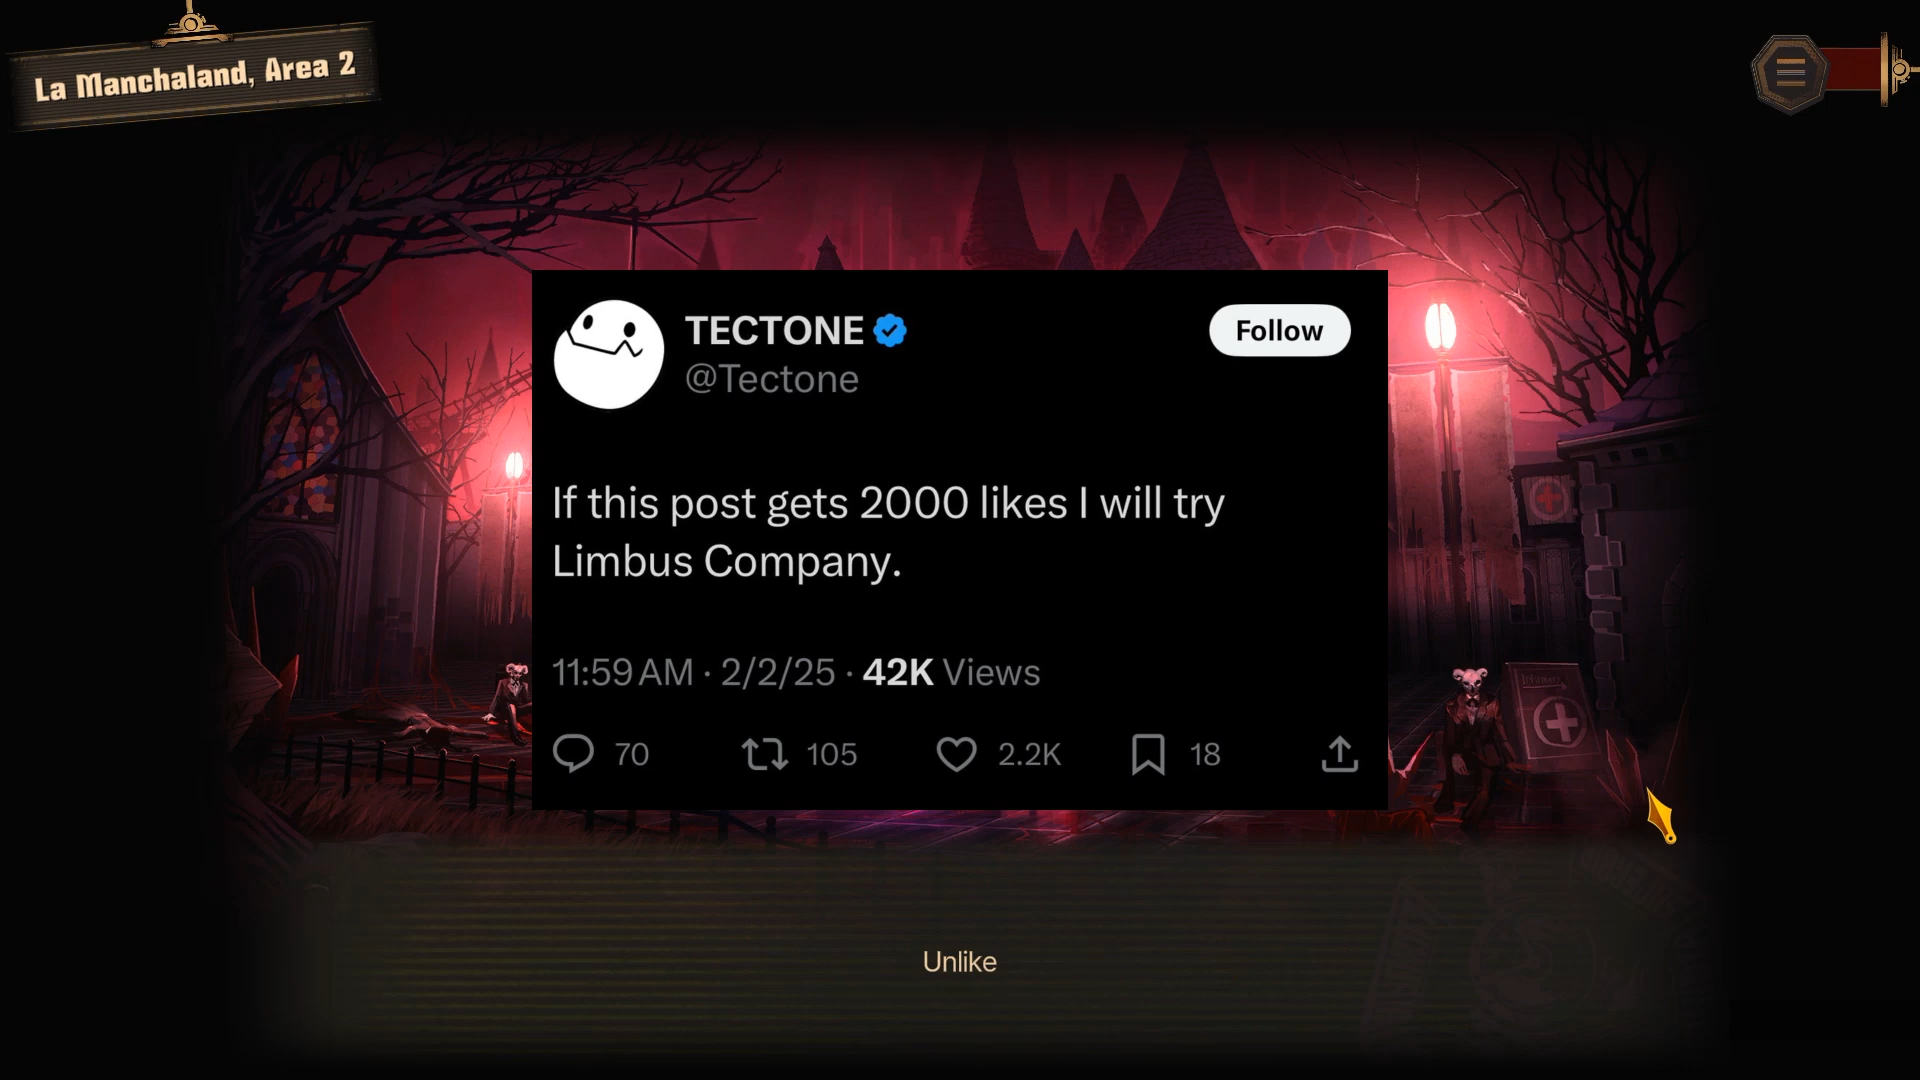 La Manchaland, Area 2
TECTONE
@Tectone
Follow
If this post gets 2000 likes I will try
Limbus Company.
11:59 AM · 2/2/25 · 42K Views
70
105
2.2K
18
Unlike